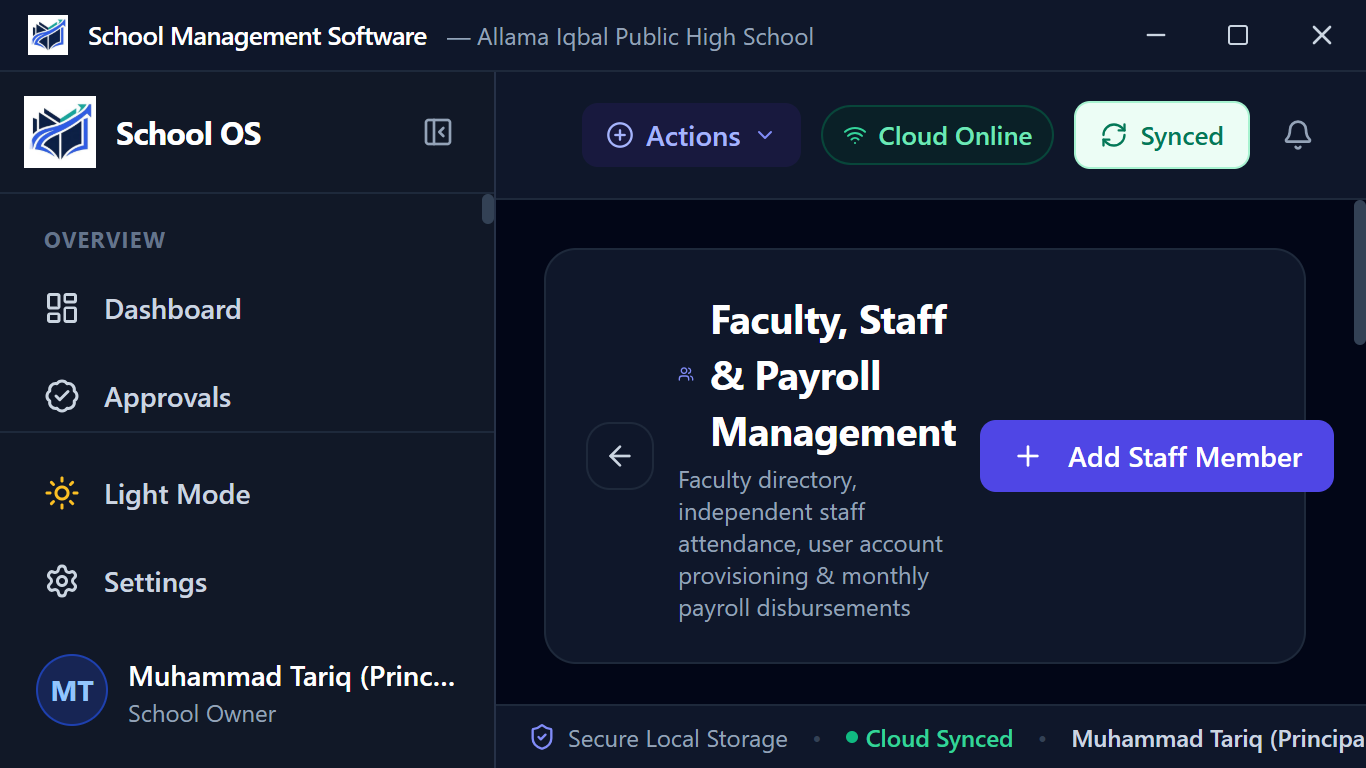 School Management Software — Allama Iqbal Public High School
School OS
Actions
Cloud Online
Synced
OVERVIEW
Dashboard
Approvals
Light Mode
Settings
MT
Muhammad Tariq (Princ...
School Owner
Faculty, Staff
& Payroll
Management
Faculty directory,
independent staff
attendance, user account
provisioning & monthly
payroll disbursements
Add Staff Member
Secure Local Storage • Cloud Synced • Muhammad Tariq (Principa